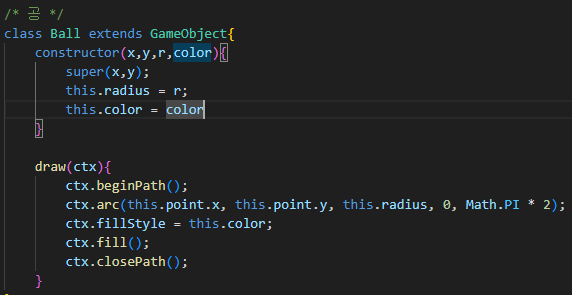 /* 공 */
class Ball extends GameObject{
    constructor(x,y,r,color){
        super(x,y);
        this.radius = r;
        this.color = color
    }

    draw(ctx){
        ctx.beginPath();
        ctx.arc(this.point.x, this.point.y, this.radius, 0, Math.PI * 2);
        ctx.fillStyle = this.color;
        ctx.fill();
        ctx.closePath();
    }